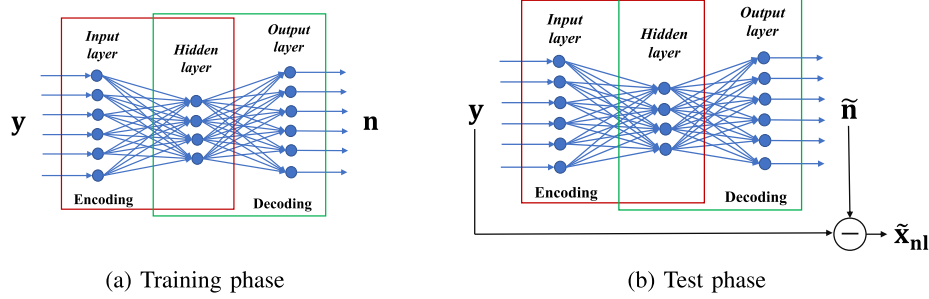 Input
layer
Hidden
layer
Output
layer
y
n
Encoding
Decoding
(a) Training phase
Input
layer
Hidden
layer
Output
layer
y
ñ
Encoding
Decoding
−
x̃ₙₗ
(b) Test phase